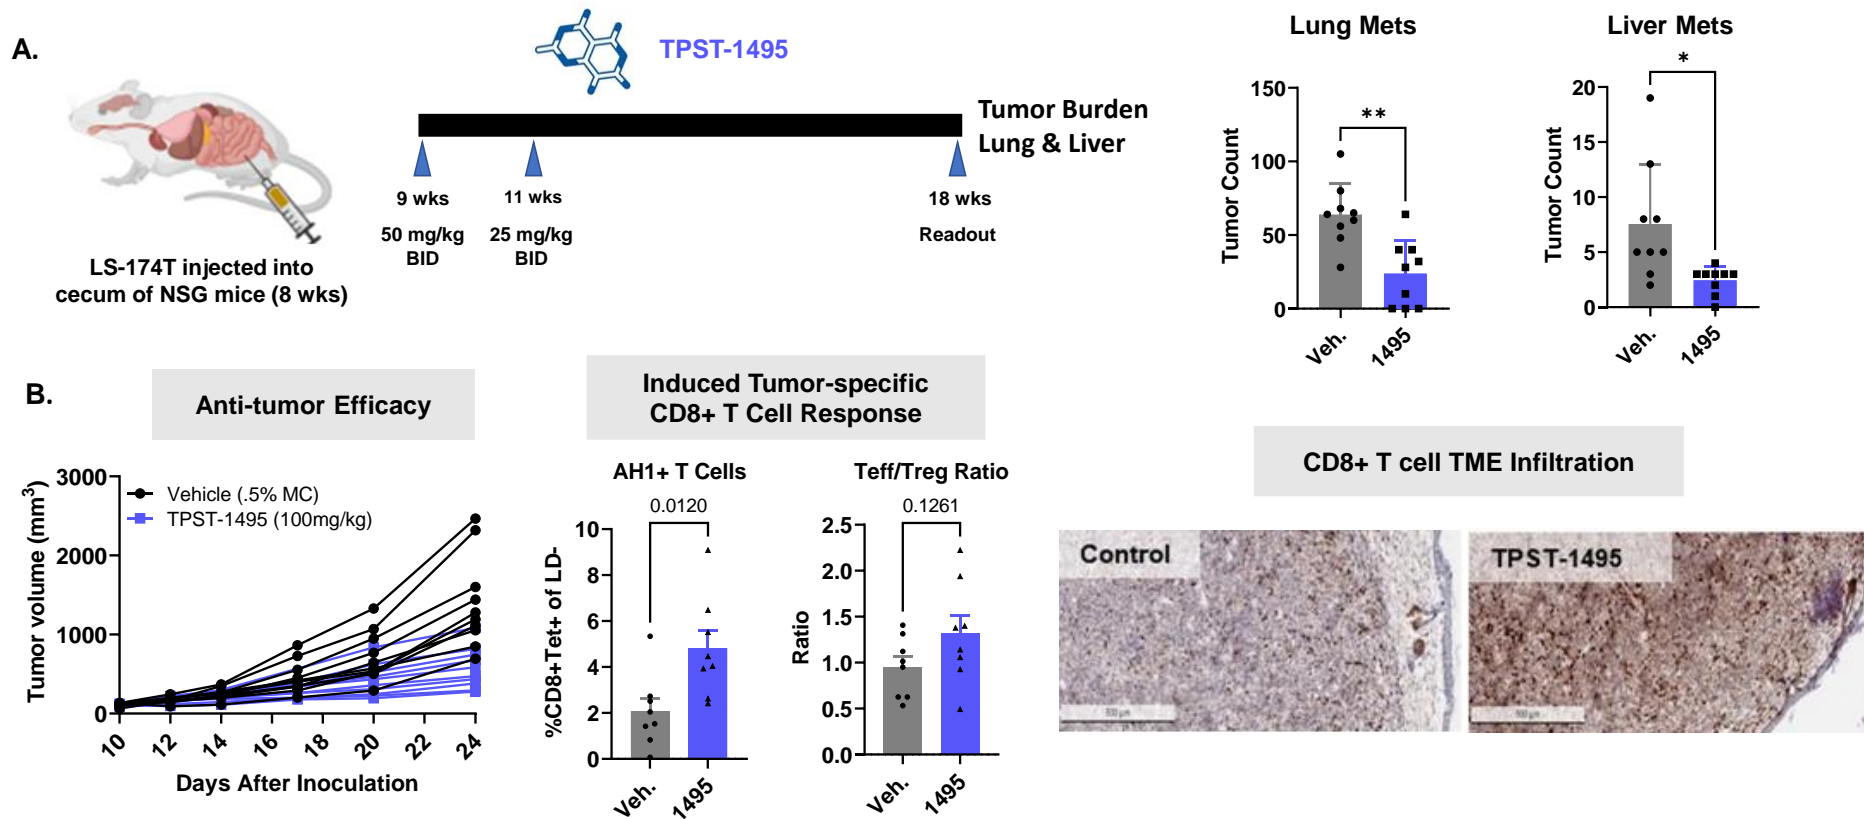 A.
TPST-1495
LS-174T injected into
cecum of NSG mice (8 wks)
9 wks
50 mg/kg
BID
11 wks
25 mg/kg
BID
18 wks
Readout
Tumor Burden
Lung & Liver
Lung Mets
Tumor Count
150
100
50
0
**
Veh.
1495
Liver Mets
Tumor Count
20
15
10
5
0
*
Veh.
1495
B.
Anti-tumor Efficacy
Tumor volume (mm³)
3000
2000
1000
0
Vehicle (.5% MC)
TPST-1495 (100mg/kg)
10 12 14 16 18 20 22 24
Days After Inoculation
Induced Tumor-specific
CD8+ T Cell Response
AH1+ T Cells
0.0120
%CD8+Tet+ of LD-
10
8
6
4
2
0
Veh.
1495
Teff/Treg Ratio
0.1261
Ratio
2.5
2.0
1.5
1.0
0.5
0.0
Veh.
1495
CD8+ T cell TME Infiltration
Control
TPST-1495